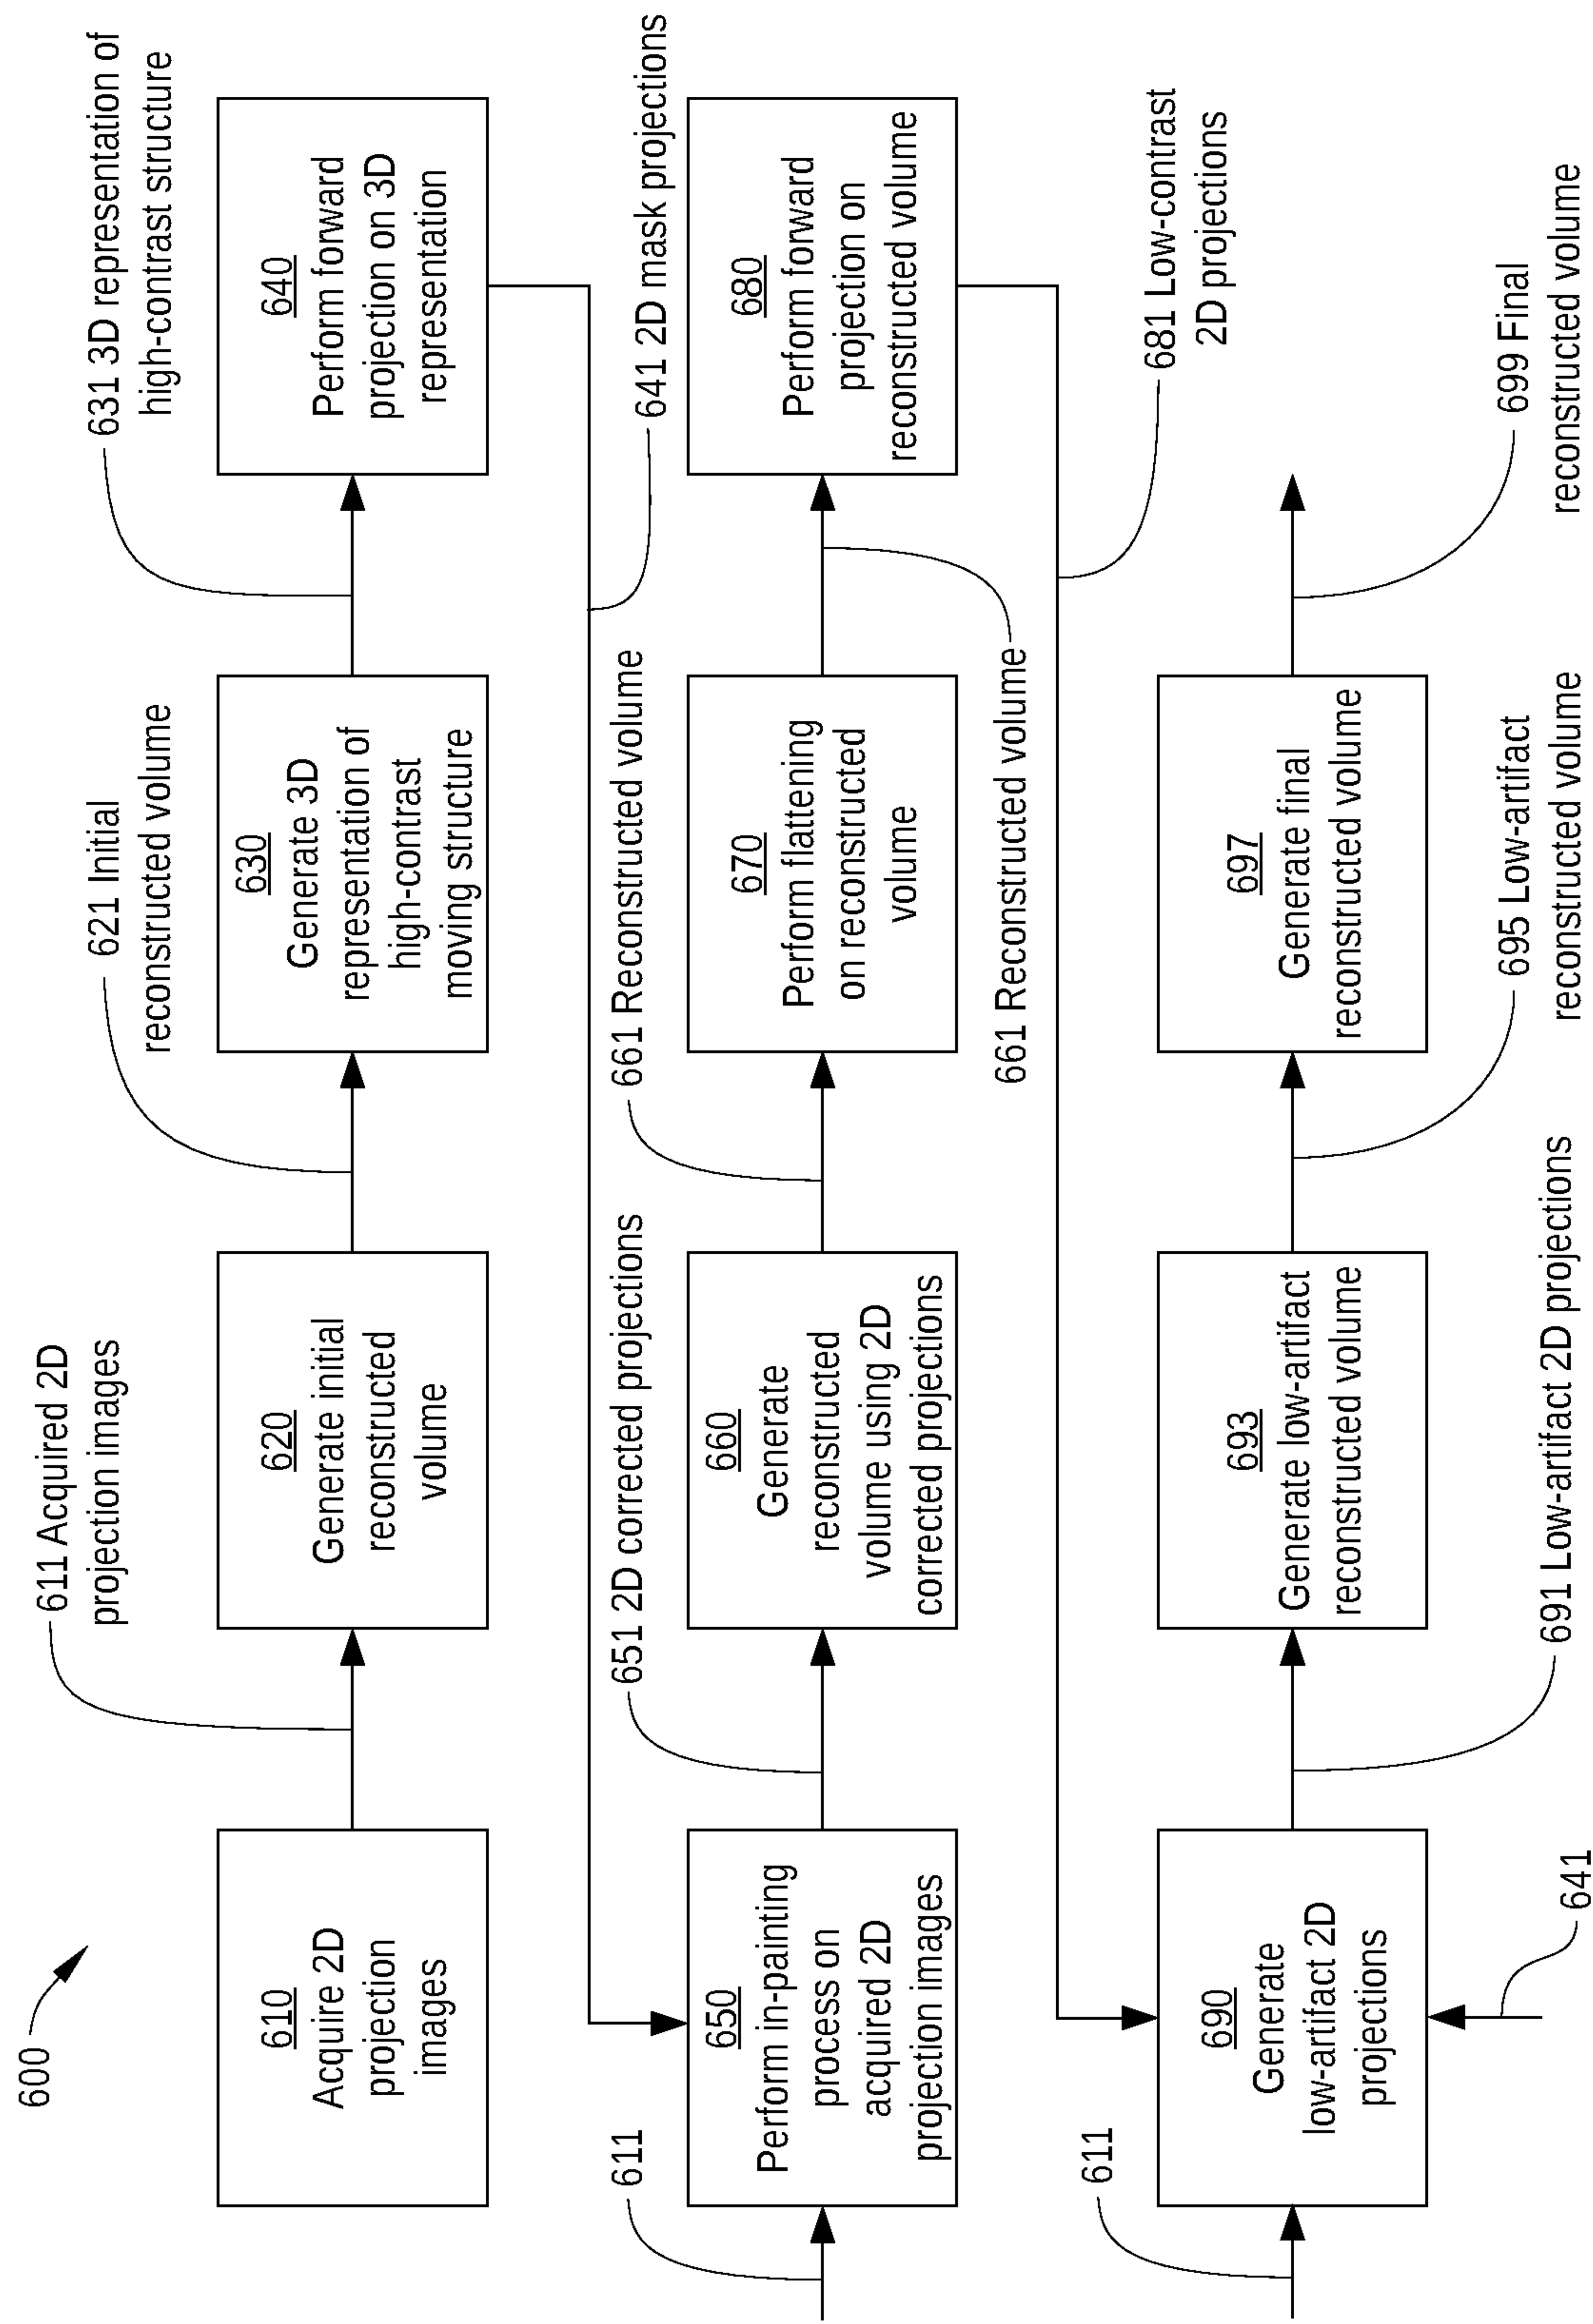 600
611 Acquired 2D
projection images
621 Initial
reconstructed volume
631 3D representation of
high-contrast structure
610
Acquire 2D
projection
images
620
Generate initial
reconstructed
volume
630
Generate 3D
representation of
high-contrast
moving structure
640
Perform forward
projection on 3D
representation
641 2D mask projections
611
651 2D corrected projections
661 Reconstructed volume
650
Perform in-painting
process on
acquired 2D
projection images
660
Generate
reconstructed
volume using 2D
corrected projections
670
Perform flattening
on reconstructed
volume
680
Perform forward
projection on
reconstructed volume
661 Reconstructed volume
681 Low-contrast
2D projections
611
690
Generate
low-artifact 2D
projections
693
Generate low-artifact
reconstructed volume
697
Generate final
reconstructed volume
641
691 Low-artifact 2D projections
695 Low-artifact
reconstructed volume
699 Final
reconstructed volume